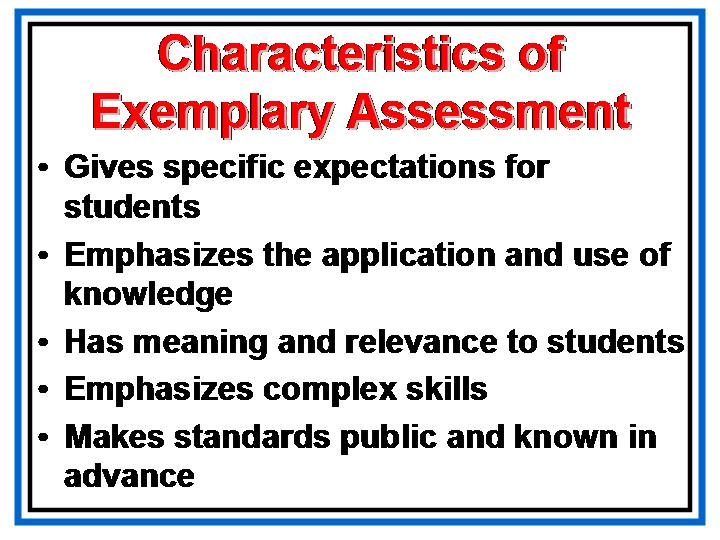 Characteristics of
Exemplary Assessment
• Gives specific expectations for
students
• Emphasizes the application and use of
knowledge
• Has meaning and relevance to students
• Emphasizes complex skills
• Makes standards public and known in
advance